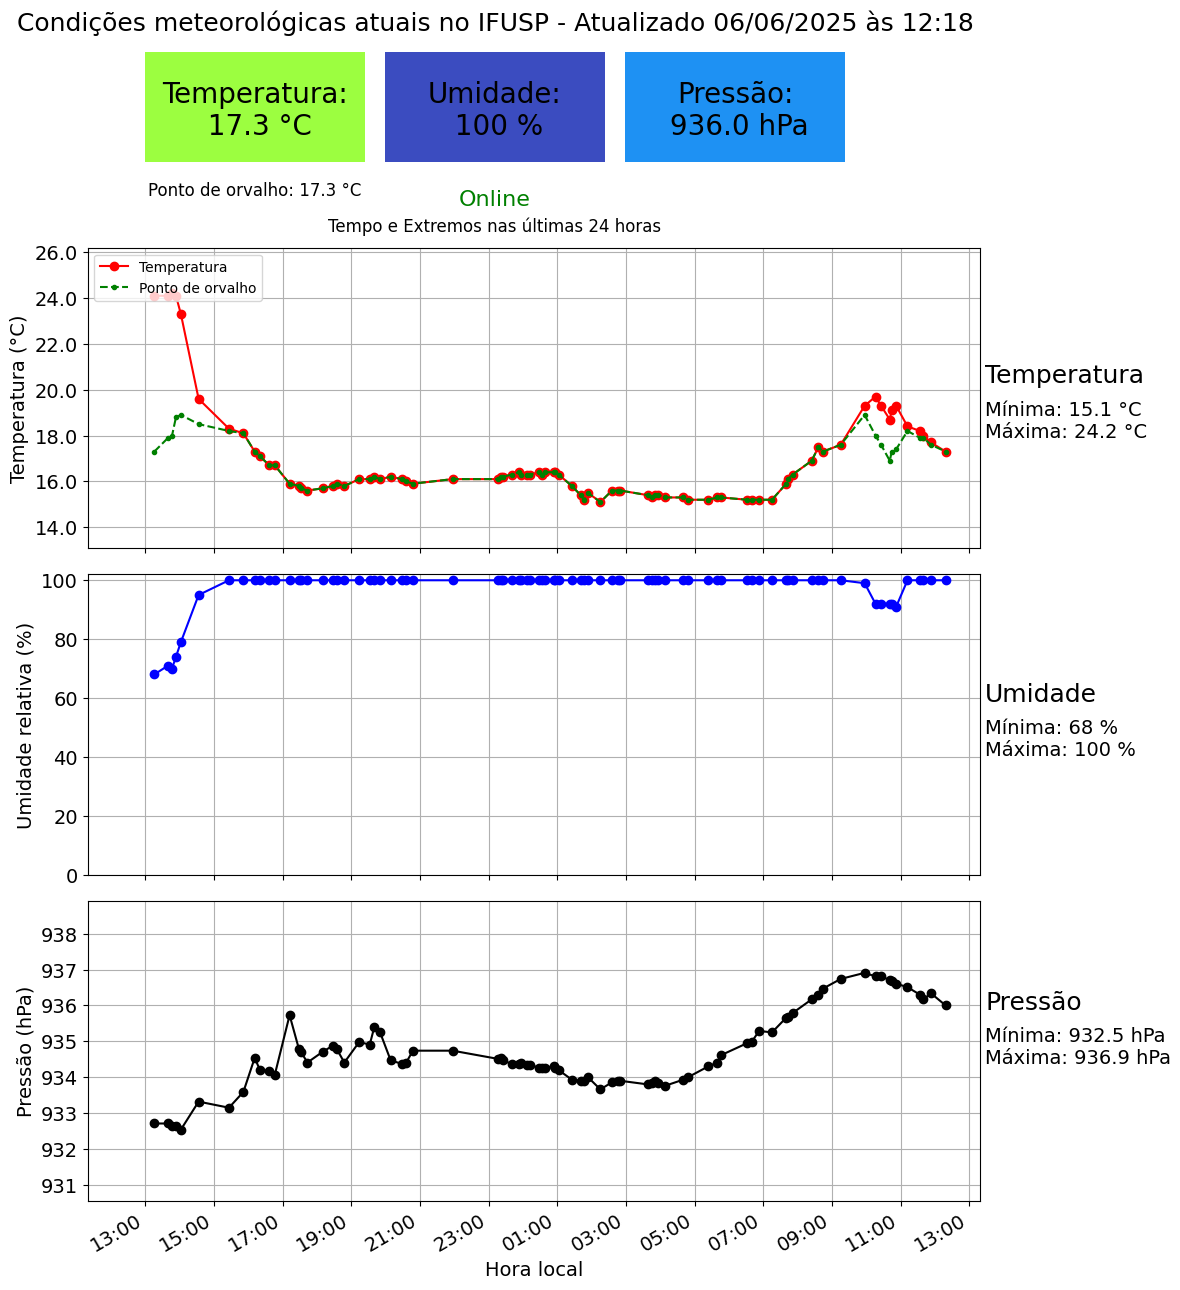 Condições meteorológicas atuais no IFUSP - Atualizado 06/06/2025 às 12:18
Temperatura:
17.3 °C
Umidade:
100 %
Pressão:
936.0 hPa
Ponto de orvalho: 17.3 °C
Online
Tempo e Extremos nas últimas 24 horas
26.0
24.0
22.0
20.0
18.0
16.0
14.0
Temperatura (°C)
Temperatura
Ponto de orvalho
Temperatura
Mínima: 15.1 °C
Máxima: 24.2 °C
100
80
60
40
20
0
Umidade relativa (%)
Umidade
Mínima: 68 %
Máxima: 100 %
938
937
936
935
934
933
932
931
Pressão (hPa)
Pressão
Mínima: 932.5 hPa
Máxima: 936.9 hPa
13:00
15:00
17:00
19:00
21:00
23:00
01:00
03:00
05:00
07:00
09:00
11:00
13:00
Hora local